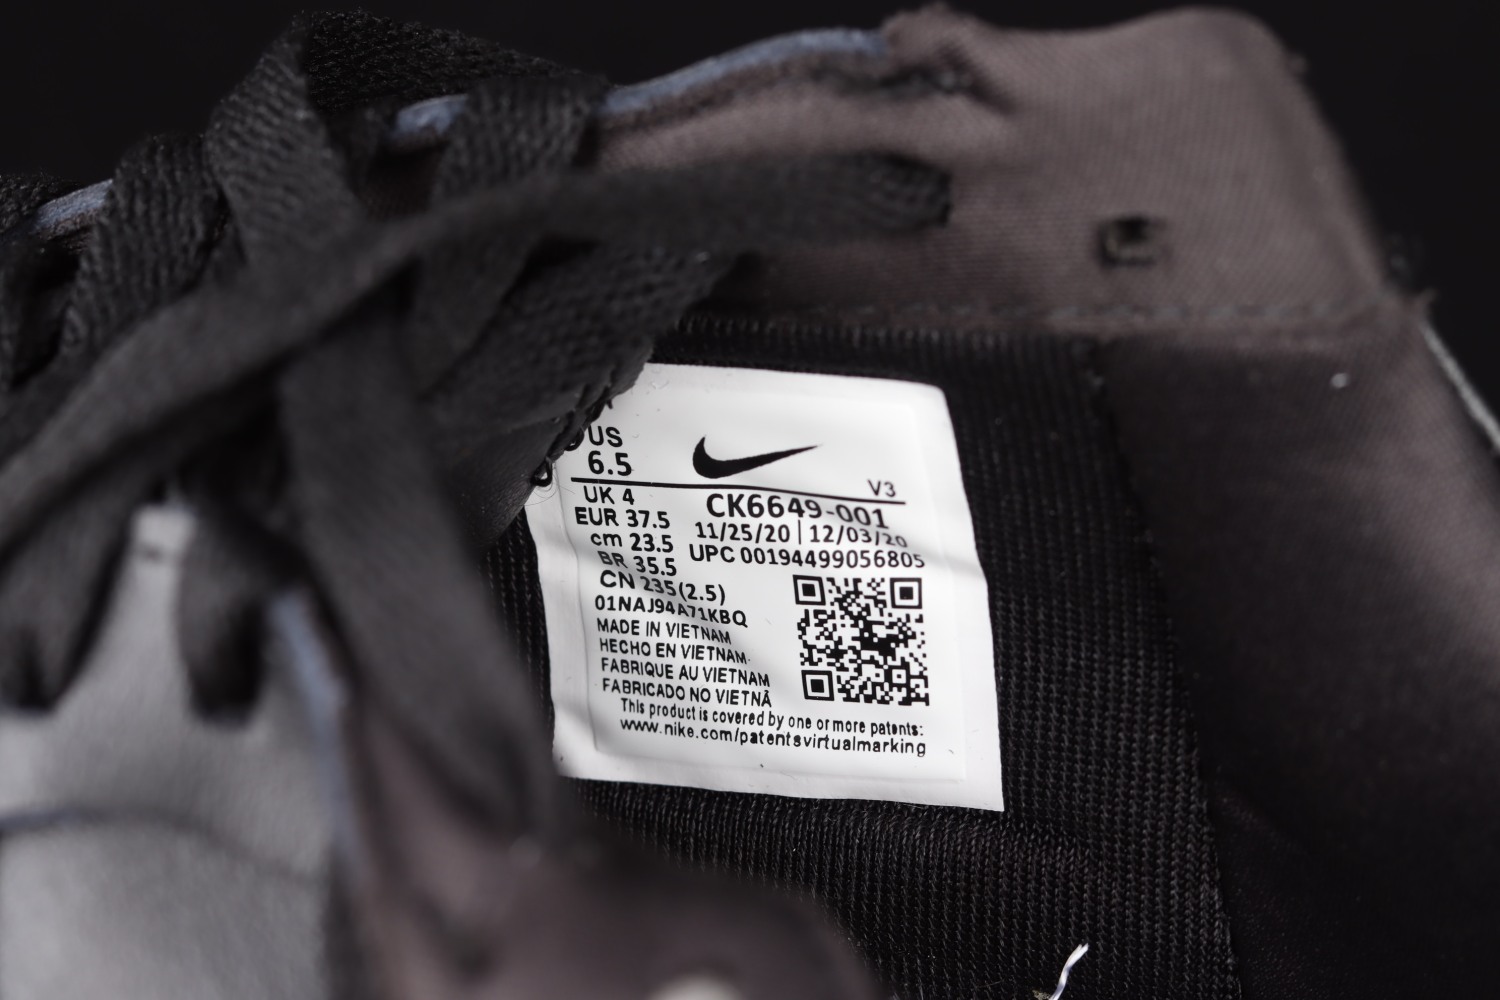 US
6.5
V3
UK 4
EUR 37.5
cm 23.5
BR 35.5
CN 235(2.5)
CK6649-001
11/25/20 | 12/03/20
UPC 00194499056805
01NAJ94A71KBQ
MADE IN VIETNAM
HECHO EN VIETNAM
FABRIQUE AU VIETNAM
FABRICADO NO VIETNÃ
This product is covered by one or more patents:
www.nike.com/patentsvirtualmarking